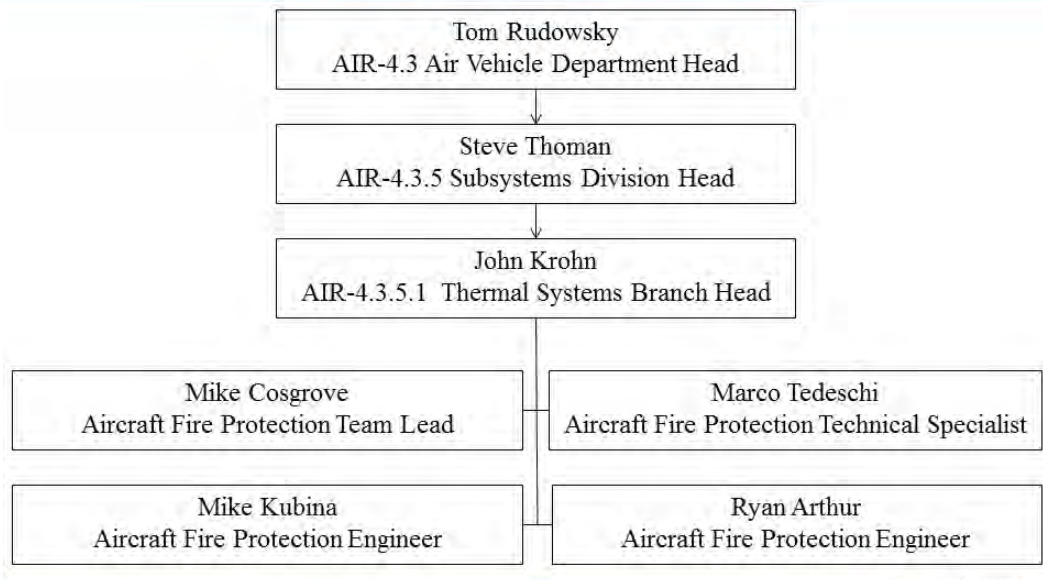 Tom Rudowsky
AIR-4.3 Air Vehicle Department Head
Steve Thoman
AIR-4.3.5 Subsystems Division Head
John Krohn
AIR-4.3.5.1 Thermal Systems Branch Head
Mike Cosgrove
Aircraft Fire Protection Team Lead
Marco Tedeschi
Aircraft Fire Protection Technical Specialist
Mike Kubina
Aircraft Fire Protection Engineer
Ryan Arthur
Aircraft Fire Protection Engineer